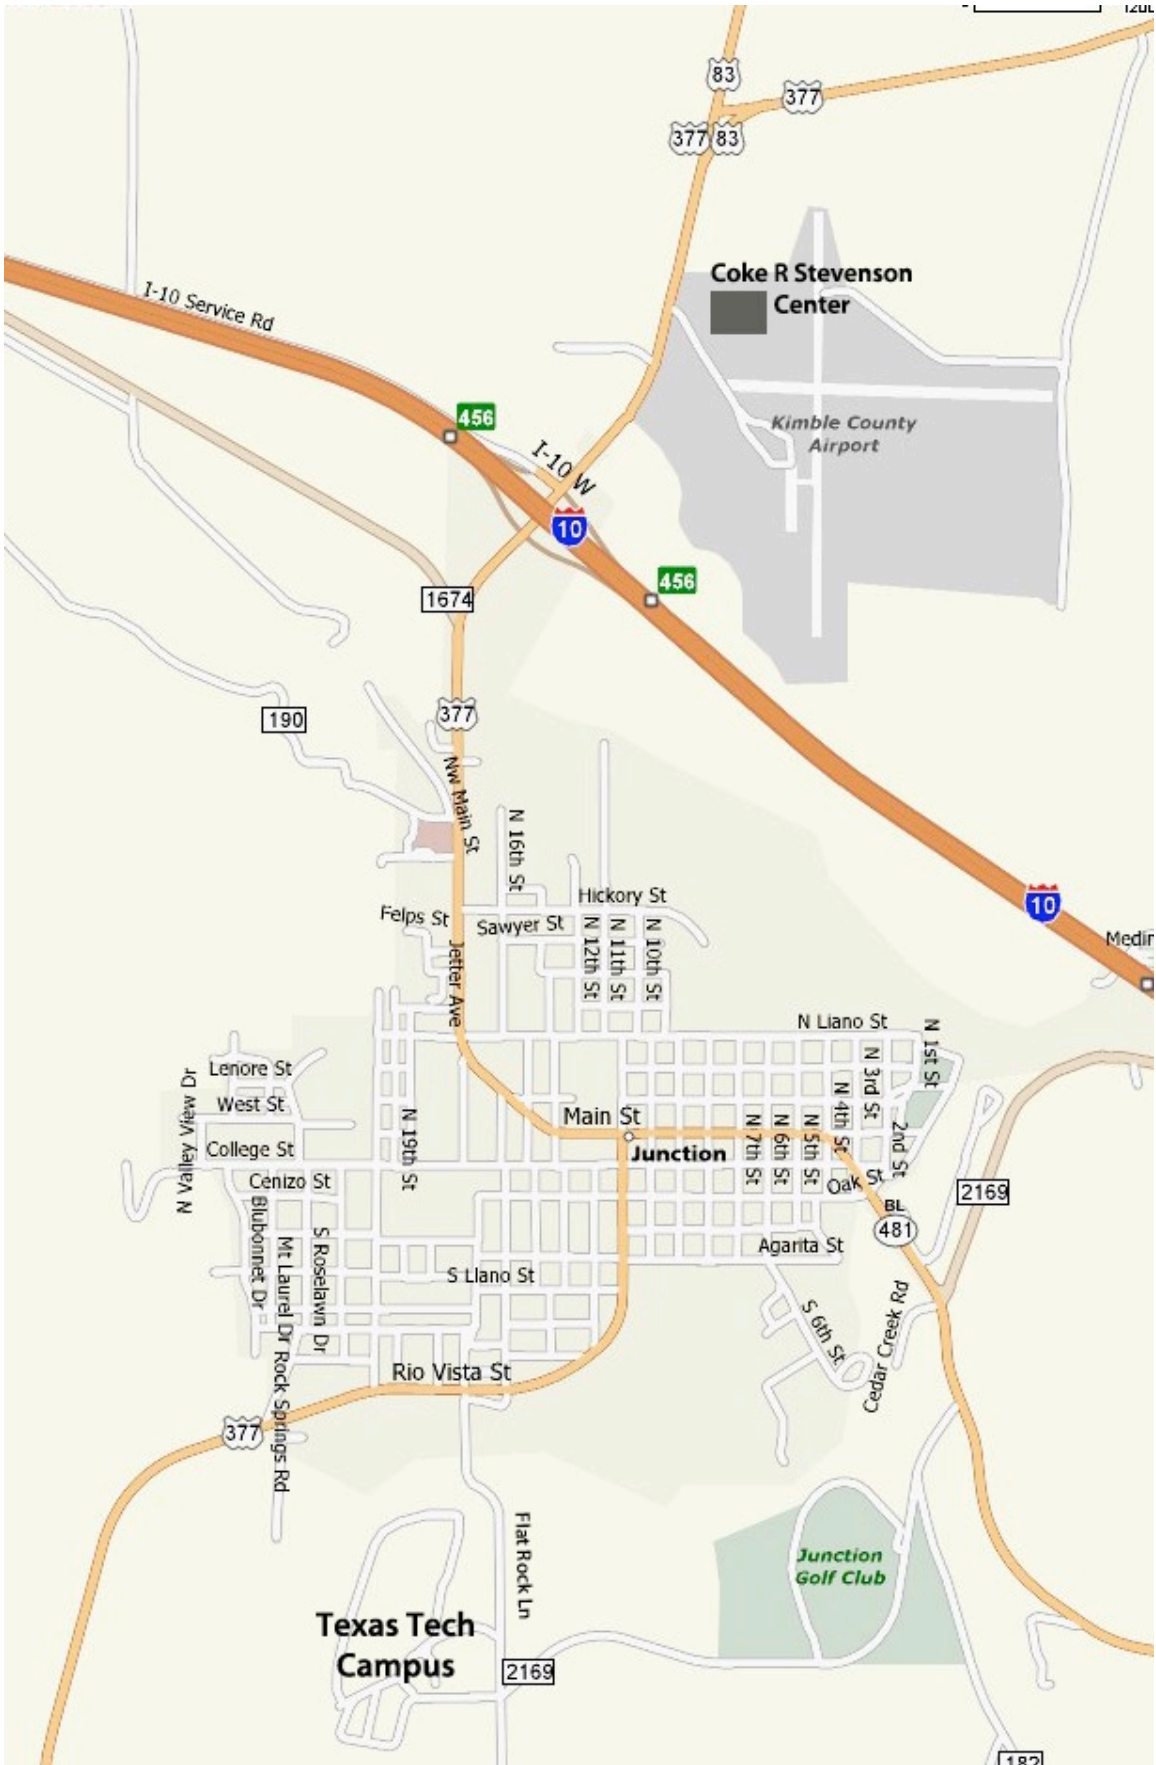 83
377
377
83
Coke R Stevenson
Center
I-10 Service Rd
456
Kimble County
Airport
I-10 W
10
456
1674
190
377
Nw Main St
N 16th St
Hickory St
Felps St
Sawyer St
N 12th St
N 11th St
N 10th St
10
Medin
Jetter Ave
N Liano St
N 1st St
Lenore St
N 3rd St
N Valley View Dr
West St
N 4th St
Main St
N 19th St
N 7th St
N 6th St
N 5th St
2nd St
College St
Junction
Cenizo St
Oak St
2169
BL
481
Blubonnet Dr
S Roselawn Dr
Mt Laurel Dr
Agarita St
S Llano St
S 6th St
Cedar Creek Rd
Rio Vista St
Rock Springs Rd
377
Flat Rock Ln
Junction
Golf Club
Texas Tech
Campus
2169
182